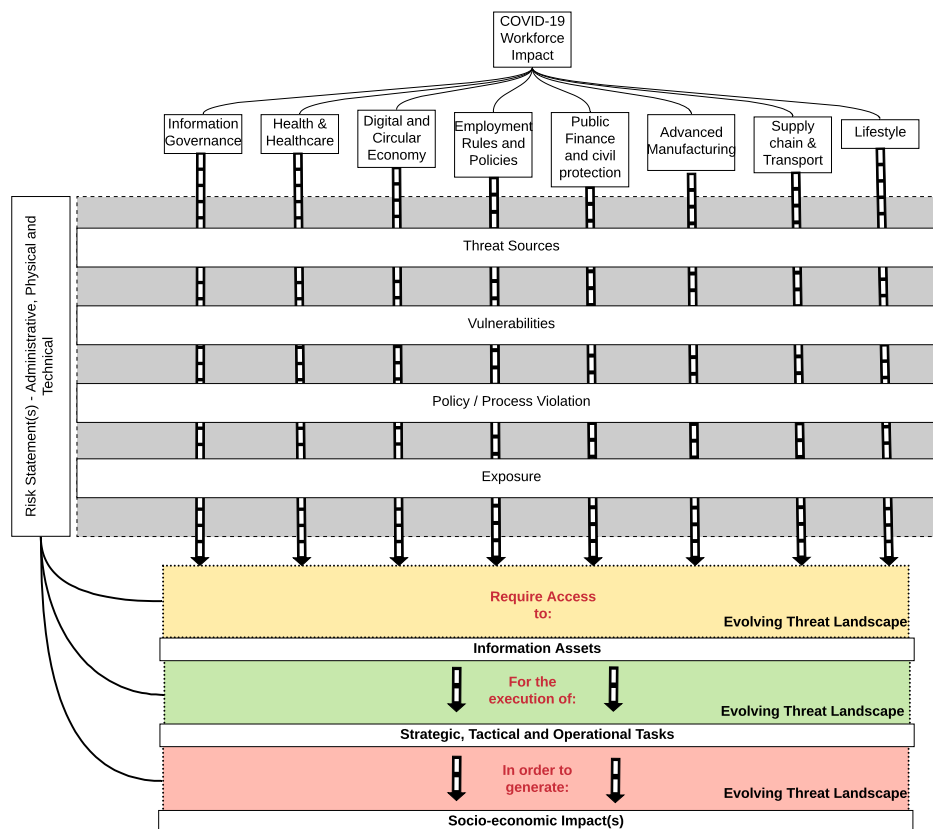 COVID-19
Workforce
Impact
Information
Governance
Health &
Healthcare
Digital and
Circular
Economy
Employment
Rules and
Policies
Public
Finance
and civil
protection
Advanced
Manufacturing
Supply
chain &
Transport
Lifestyle
Risk Statement(s) - Administrative, Physical and
Technical
Threat Sources
Vulnerabilities
Policy / Process Violation
Exposure
Require Access
to:
Evolving Threat Landscape
Information Assets
For the
execution of:
Evolving Threat Landscape
Strategic, Tactical and Operational Tasks
In order to
generate:
Evolving Threat Landscape
Socio-economic Impact(s)